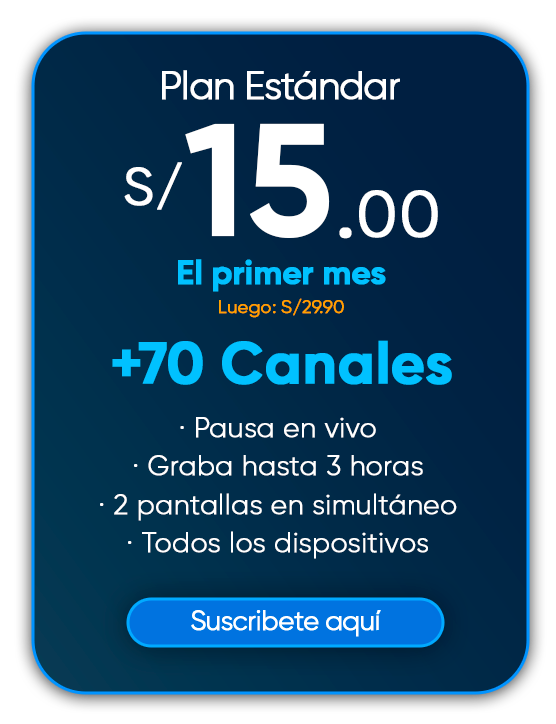 Plan Estándar
S/15.00
El primer mes
Luego: S/29.90
+70 Canales
· Pausa en vivo
· Graba hasta 3 horas
· 2 pantallas en simultáneo
· Todos los dispositivos
Suscribete aquí